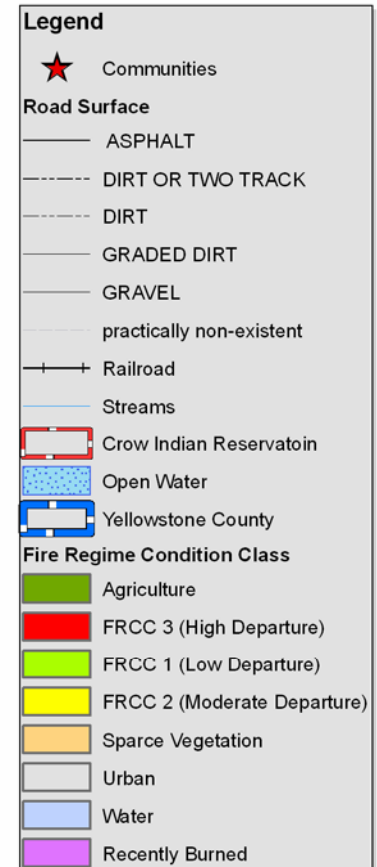 Legend
Communities
Road Surface
ASPHALT
DIRT OR TWO TRACK
DIRT
GRADED DIRT
GRAVEL
practically non-existent
Railroad
Streams
Crow Indian Reservatoin
Open Water
Yellowstone County
Fire Regime Condition Class
Agriculture
FRCC 3 (High Departure)
FRCC 1 (Low Departure)
FRCC 2 (Moderate Departure)
Sparce Vegetation
Urban
Water
Recently Burned